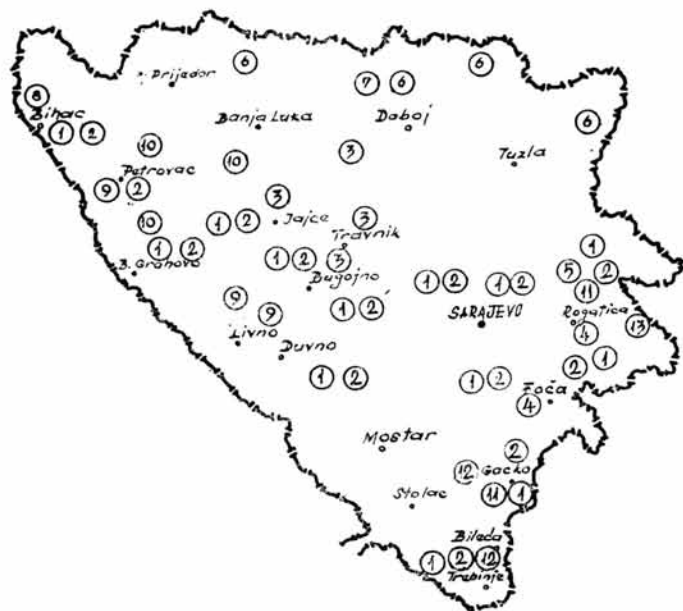 6
6
Prijedor
7 6
8
Bihac
1 2
6
Banja Luka
Doboj
10
3
10
Tuzla
Petrovac
9 2
3
10
1 2
Jajce
3
Travnik
1 2
1 2 3
1
B. Grahovo
Bugojno
5 2
1 2
1 2
11
9
9
1 2
SARAJEVO
Rogatica
13
4
Livno
Duvno
1
2
1 2
1 2
Foča
4
Mostar
2
12
Gacko
11 1
Stolac
Bileća
1 2 12
Trebinje